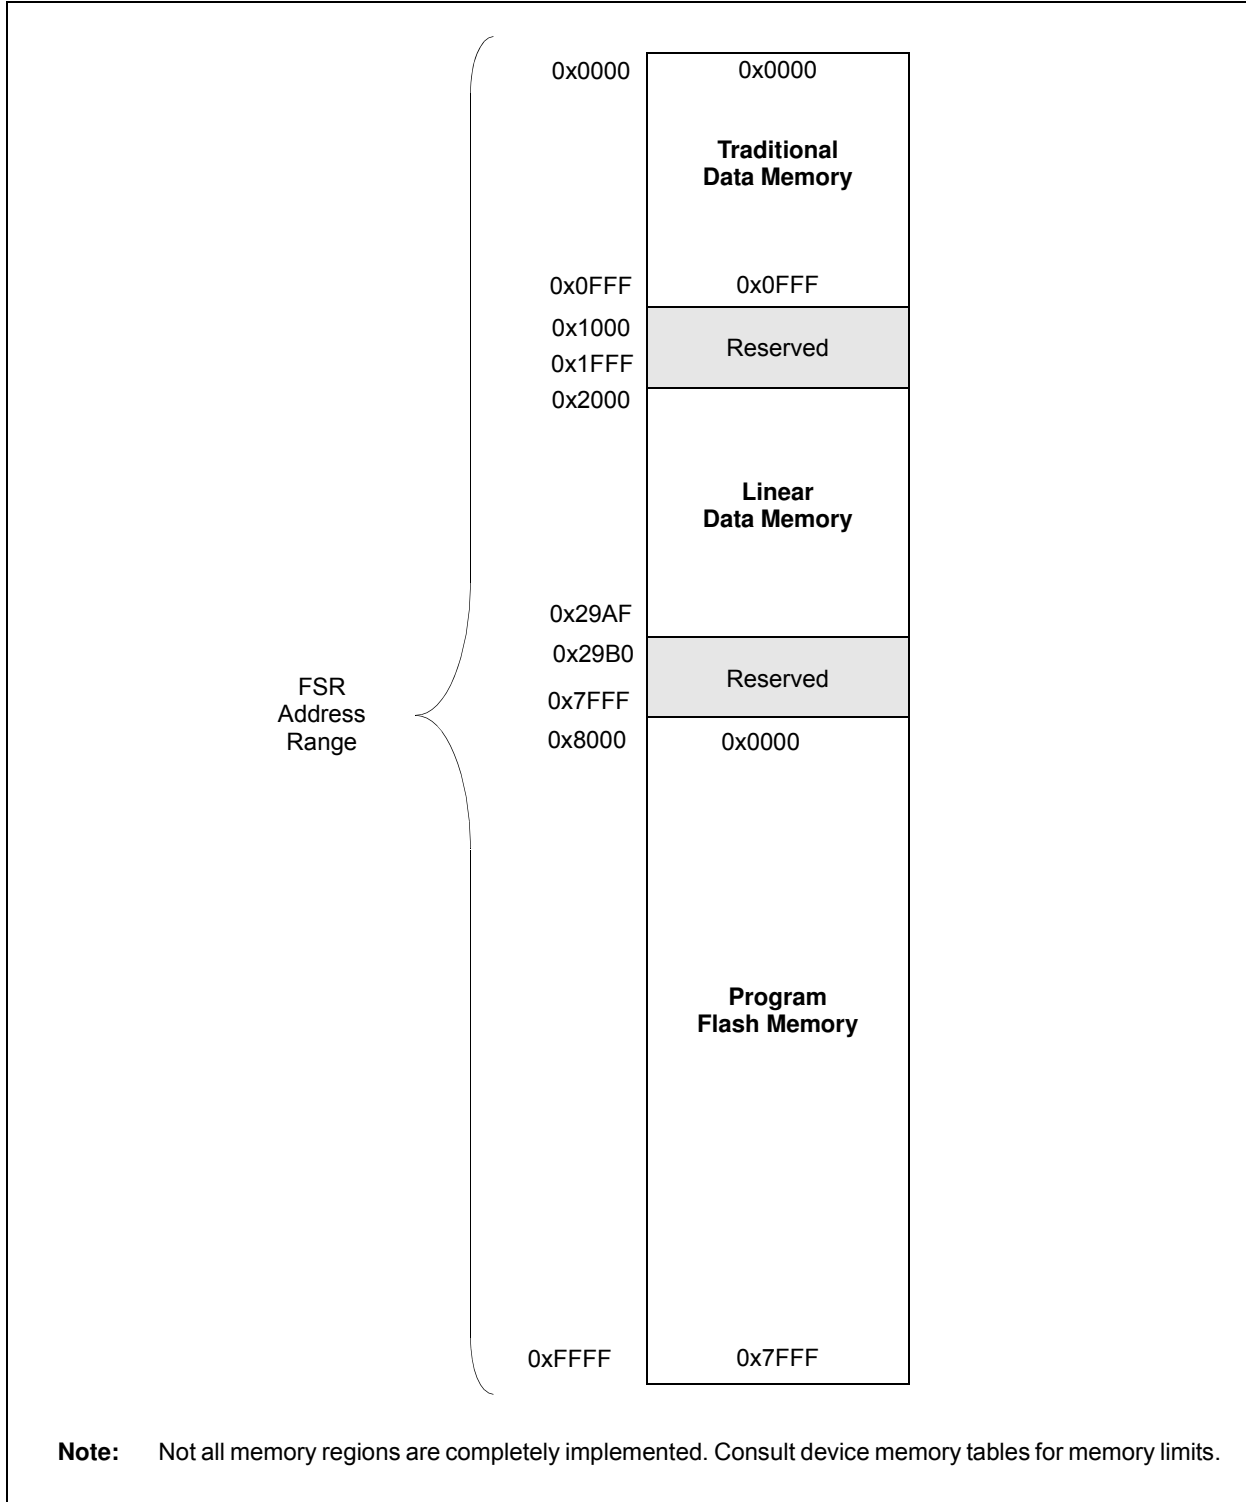 0x0000 0x0000
Traditional
Data Memory
0x0FFF 0x0FFF
0x1000
Reserved
0x1FFF
0x2000
Linear
Data Memory
0x29AF
0x29B0
Reserved
0x7FFF
FSR
Address
Range
0x8000 0x0000
Program
Flash Memory
0xFFFF 0x7FFF
Note: Not all memory regions are completely implemented. Consult device memory tables for memory limits.